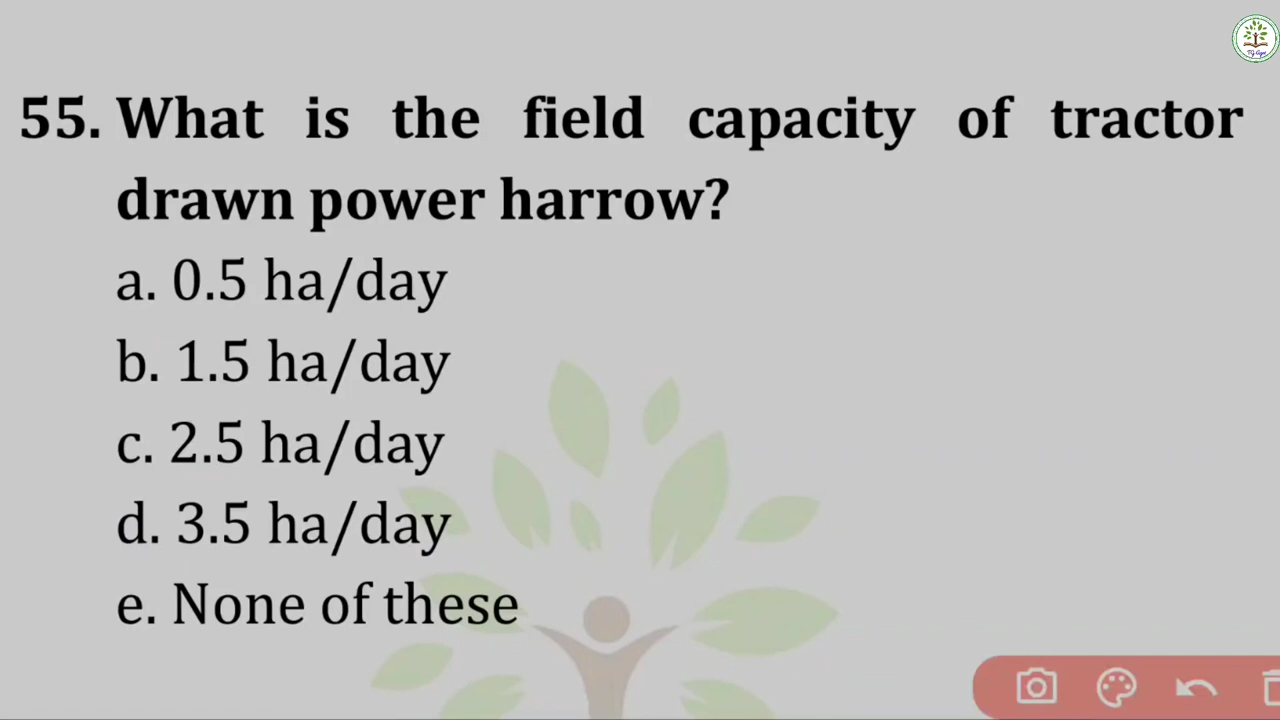 55. What is the field capacity of tractor
drawn power harrow?
a. 0.5 ha/day
b. 1.5 ha/day
c. 2.5 ha/day
d. 3.5 ha/day
e. None of these